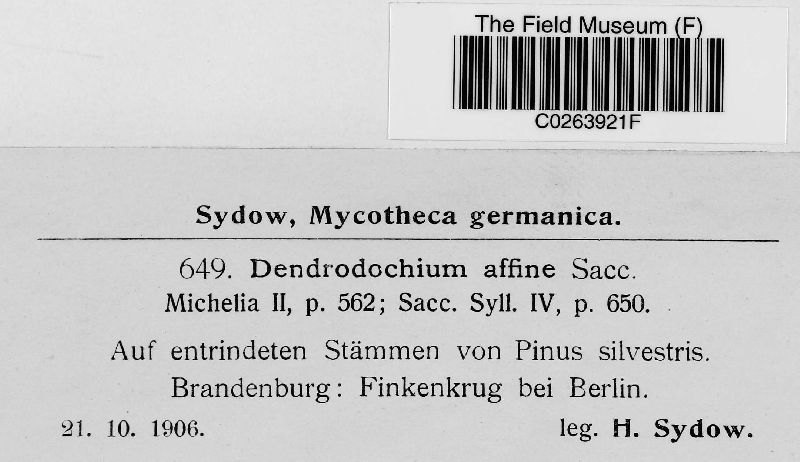 The Field Museum (F)
C0263921F
Sydow, Mycotheca germanica.
649. Dendrodochium affine Sacc.
Michelia II, p. 562; Sacc. Syll. IV, p. 650.
Auf entrindeten Stämmen von Pinus silvestris.
Brandenburg: Finkenkrug bei Berlin.
21. 10. 1906. leg. H. Sydow.